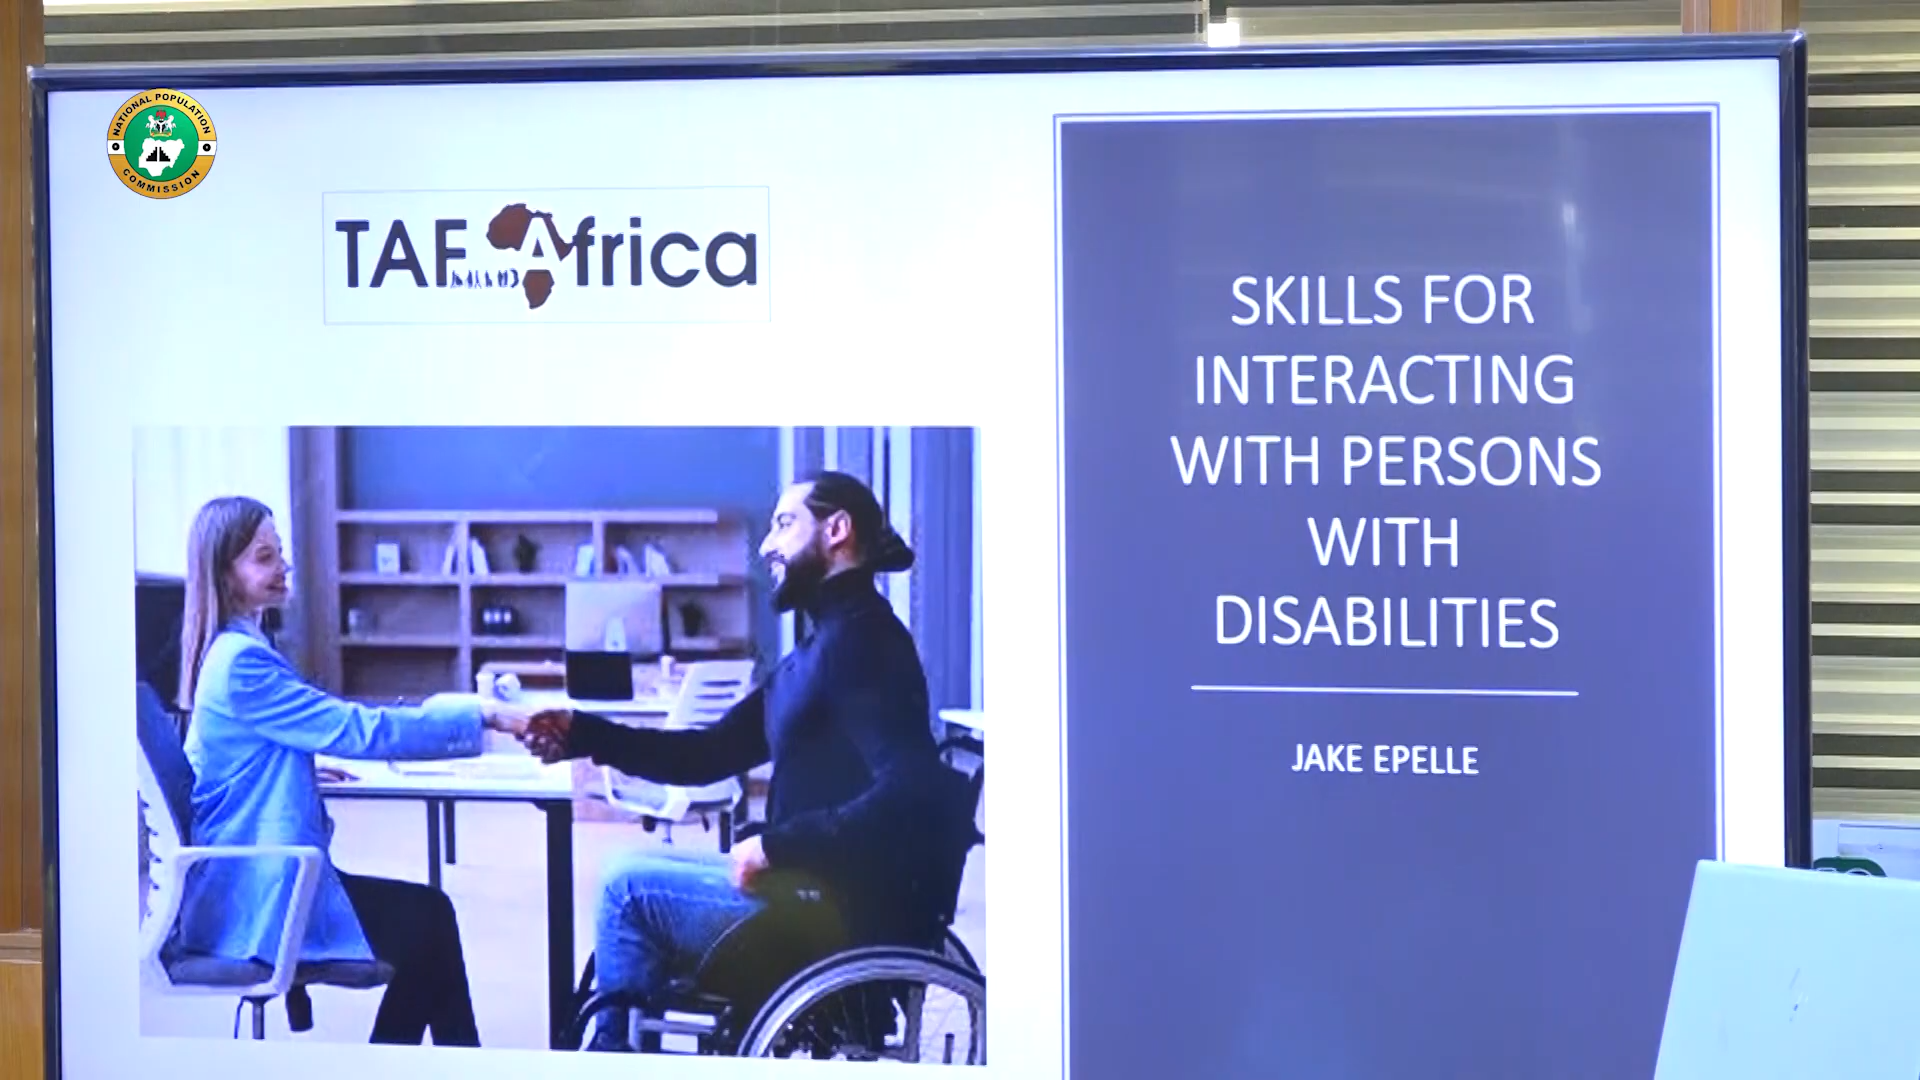 NATIONAL POPULATION
COMMISSION
TAF Africa
SKILLS FOR
INTERACTING
WITH PERSONS
WITH
DISABILITIES
JAKE EPELLE